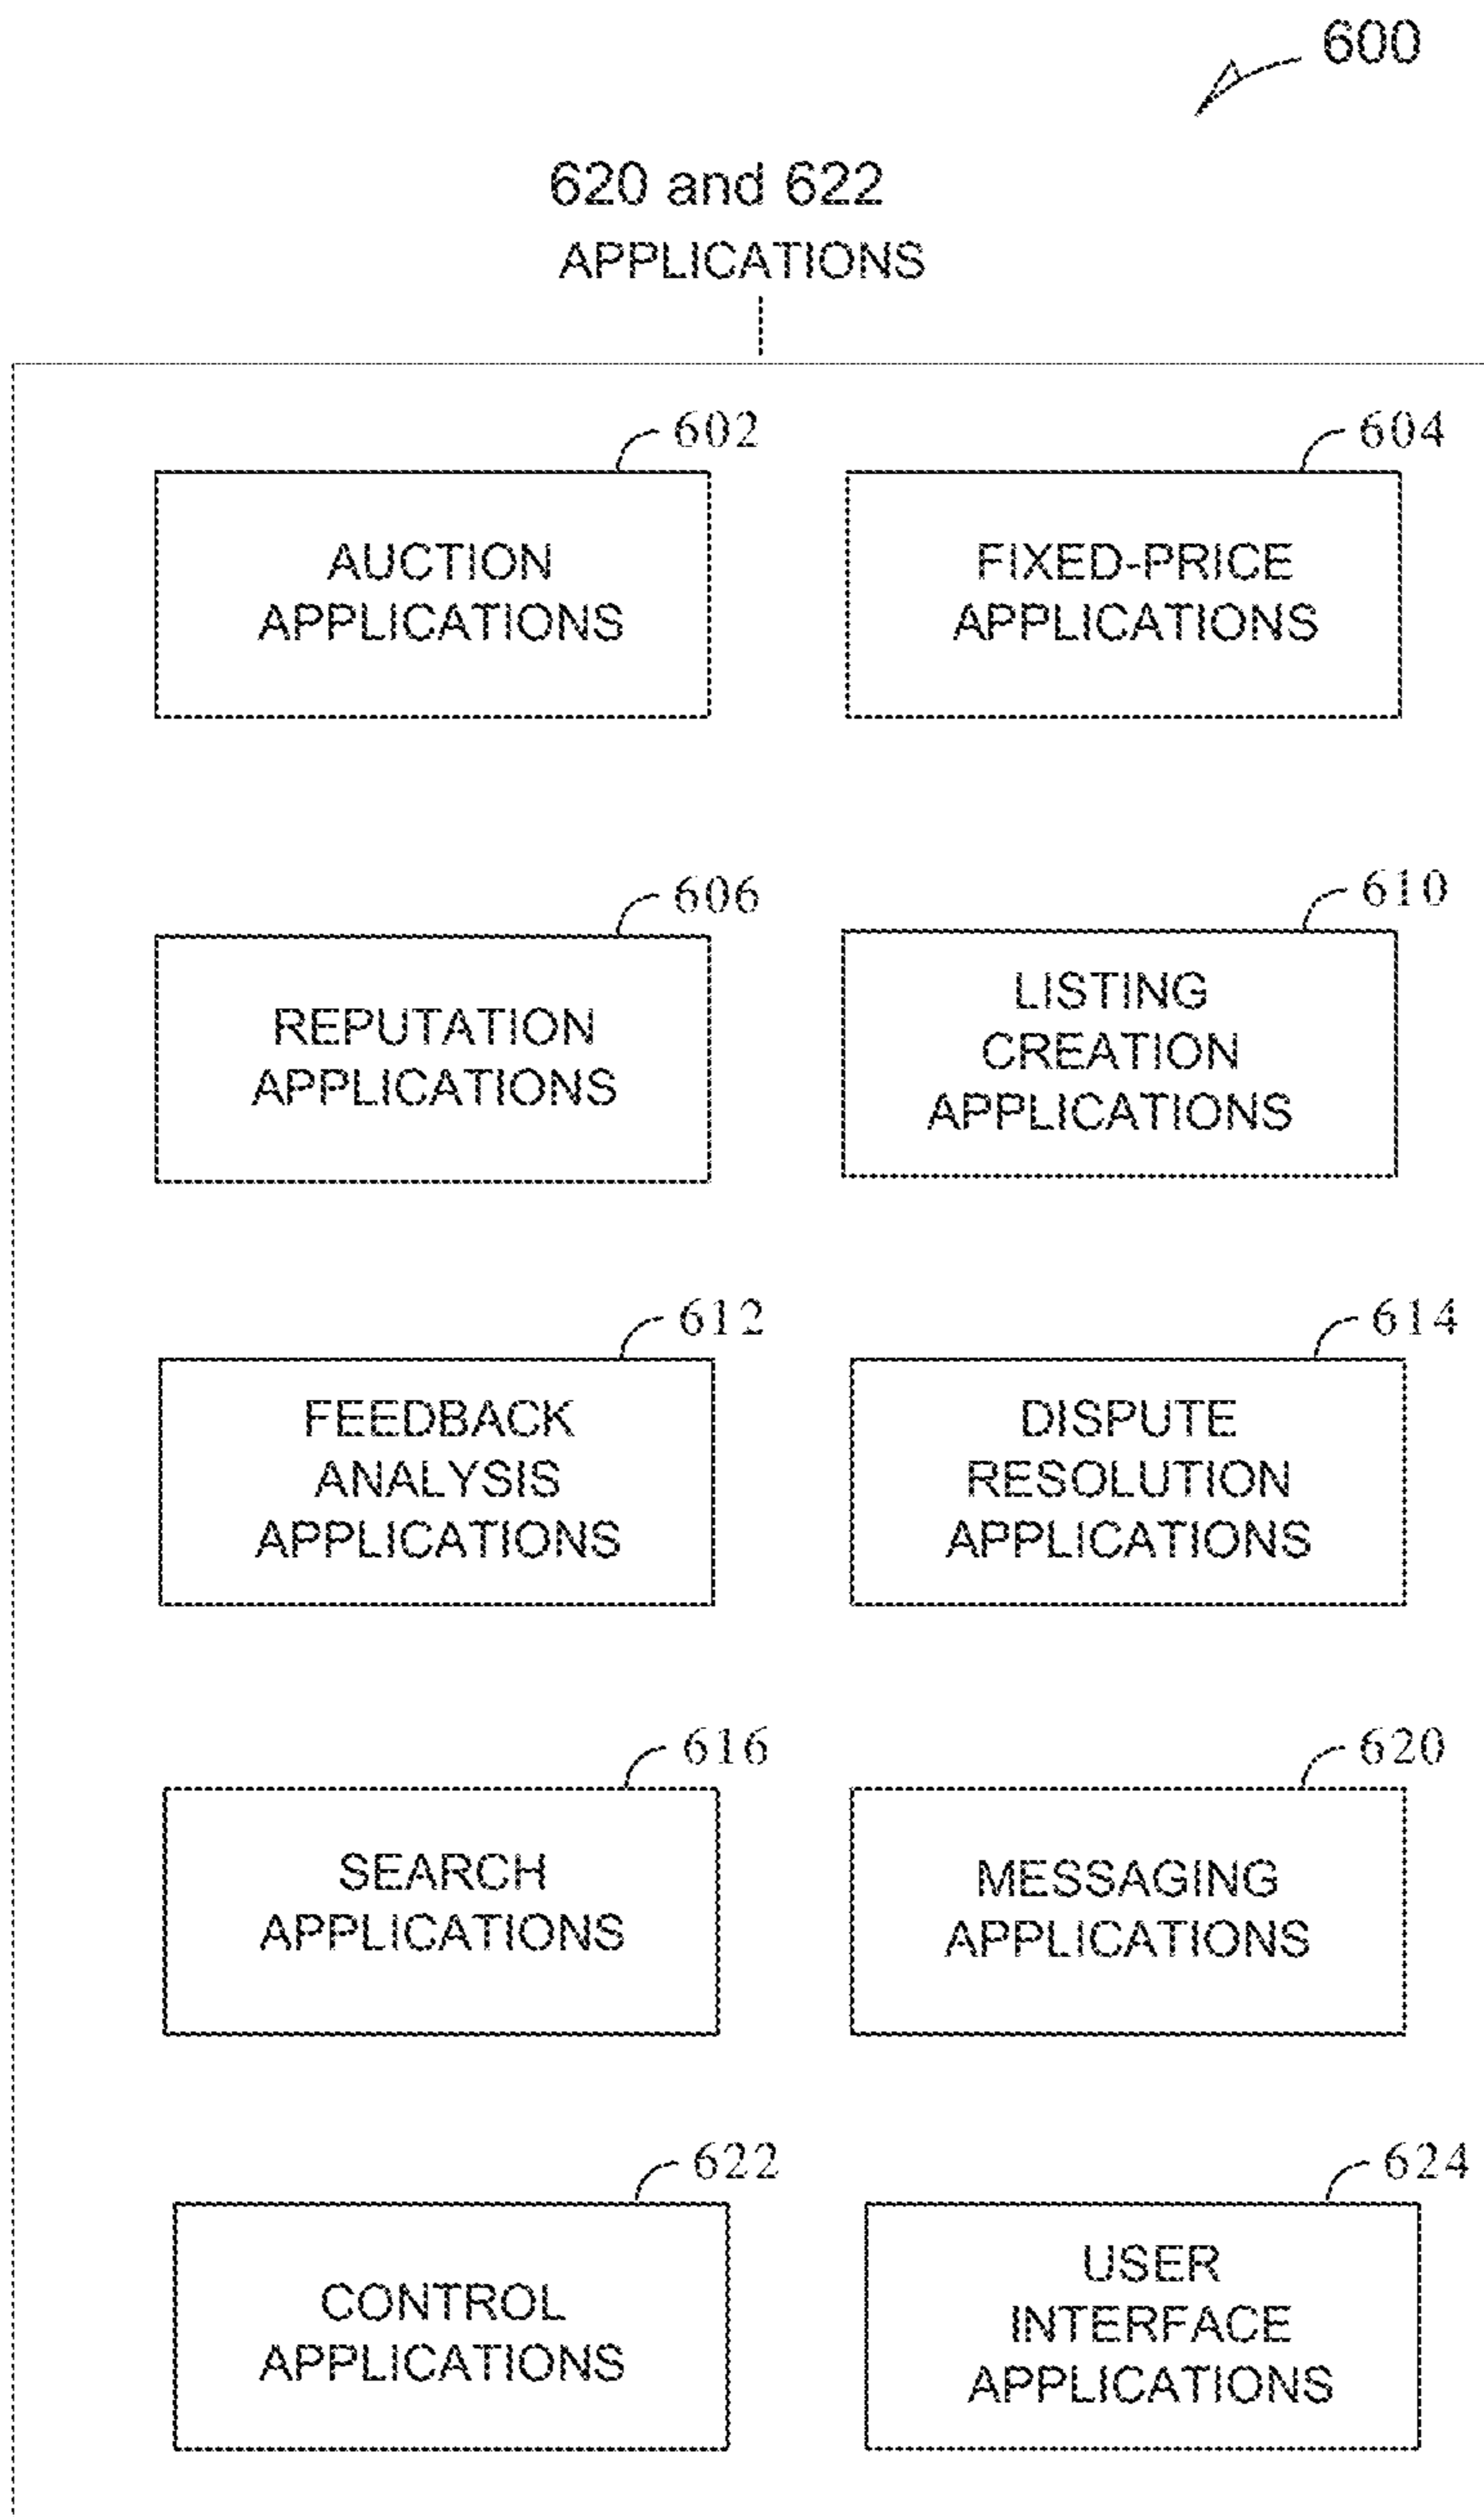 600
620 and 622
APPLICATIONS
602
AUCTION
APPLICATIONS
604
FIXED-PRICE
APPLICATIONS
606
REPUTATION
APPLICATIONS
610
LISTING
CREATION
APPLICATIONS
612
FEEDBACK
ANALYSIS
APPLICATIONS
614
DISPUTE
RESOLUTION
APPLICATIONS
616
SEARCH
APPLICATIONS
620
MESSAGING
APPLICATIONS
622
CONTROL
APPLICATIONS
624
USER
INTERFACE
APPLICATIONS